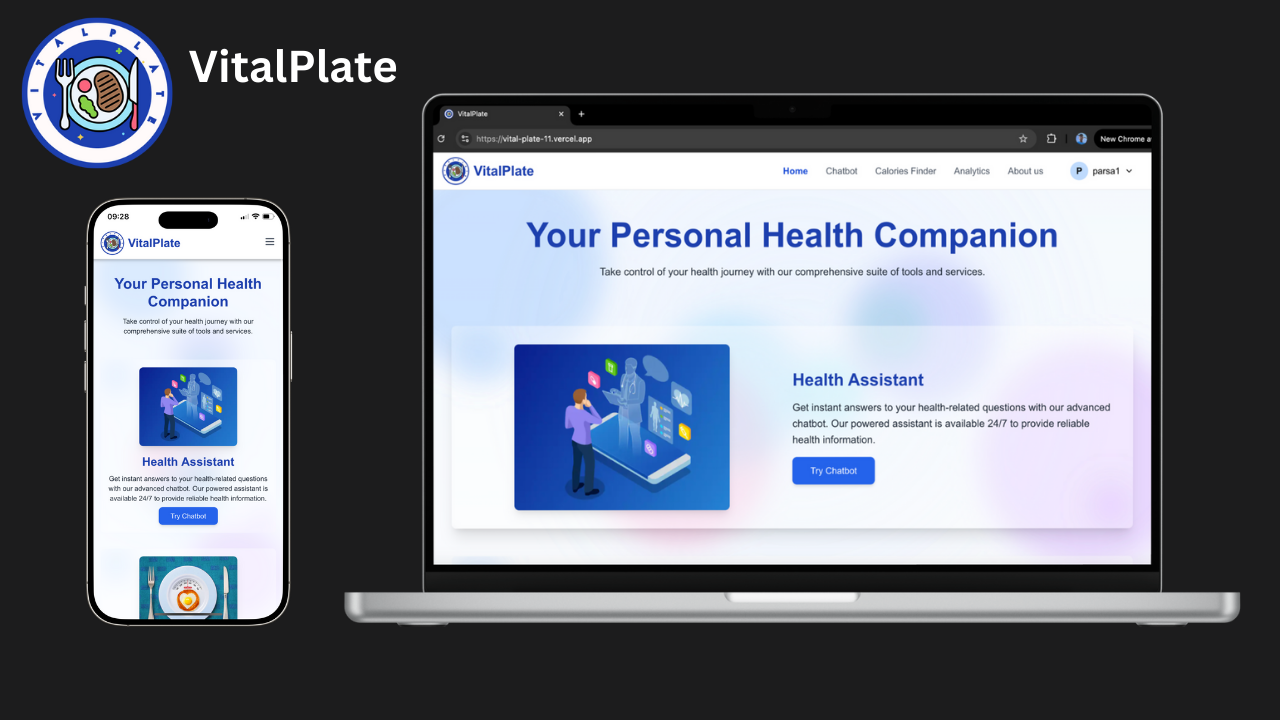 VITALPLATE
VitalPlate
09:28
VitalPlate
Your Personal Health
Companion
Take control of your health journey with our
comprehensive suite of tools and services.
Health Assistant
Get instant answers to your health-related questions
with our advanced chatbot. Our powered assistant is
available 24/7 to provide reliable health information.
Try Chatbot
VitalPlate
https://vital-plate-11.vercel.app
New Chrome a
VitalPlate
Home Chatbot Calories Finder Analytics About us P parsa1
Your Personal Health Companion
Take control of your health journey with our comprehensive suite of tools and services.
Health Assistant
Get instant answers to your health-related questions with our advanced
chatbot. Our powered assistant is available 24/7 to provide reliable
health information.
Try Chatbot